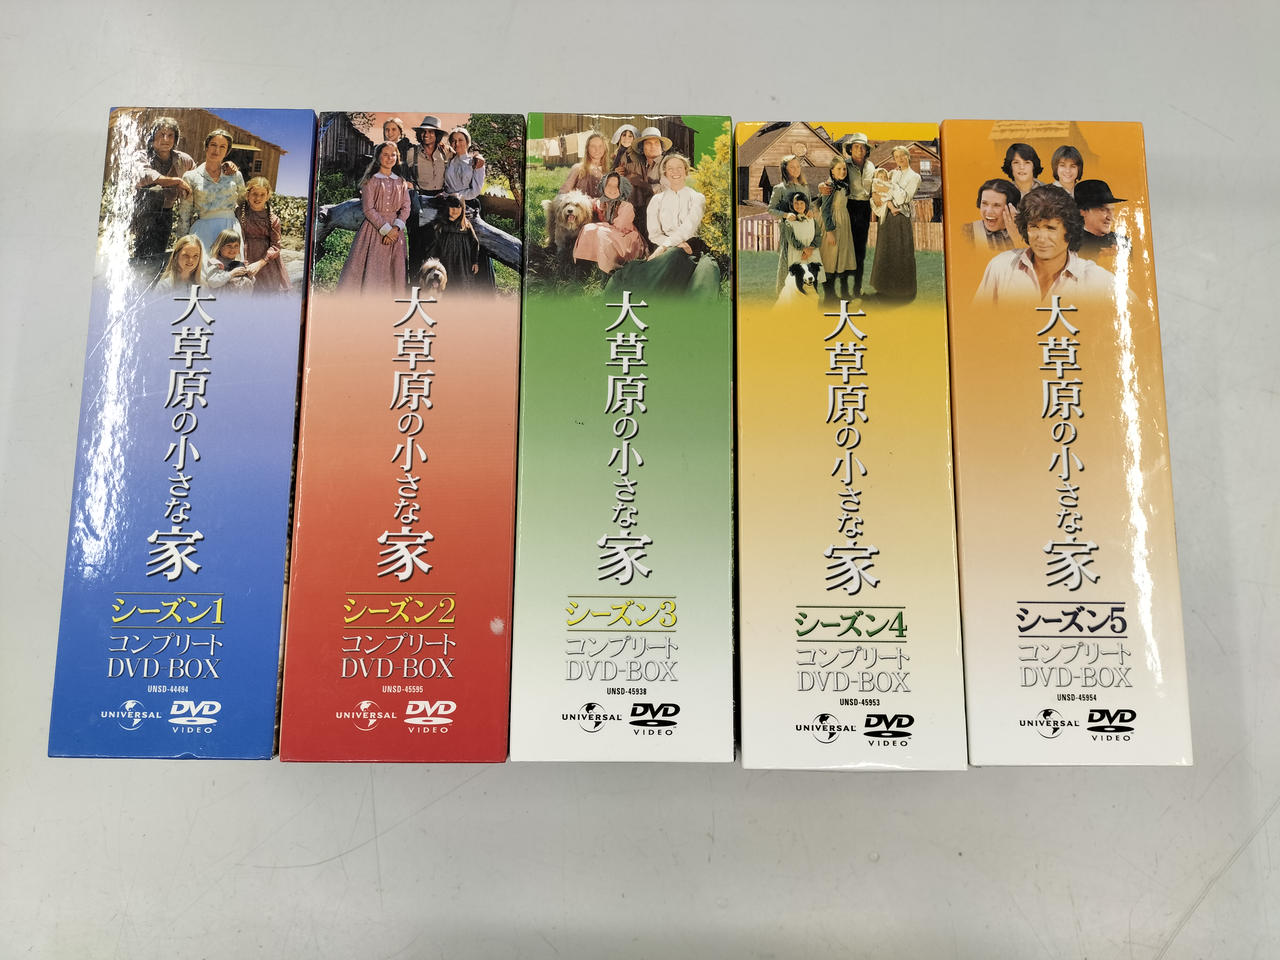 大草原の小さな家
シーズン1
コンプリート
DVD-BOX
UNSD-44494
UNIVERSAL
DVD
VIDEO
大草原の小さな家
シーズン2
コンプリート
DVD-BOX
UNSD-45595
UNIVERSAL
DVD
VIDEO
大草原の小さな家
シーズン3
コンプリート
DVD-BOX
UNSD-45938
UNIVERSAL
DVD
VIDEO
大草原の小さな家
シーズン4
コンプリート
DVD-BOX
UNSD-45953
UNIVERSAL
DVD
VIDEO
大草原の小さな家
シーズン5
コンプリート
DVD-BOX
UNSD-45954
UNIVERSAL
DVD
VIDEO